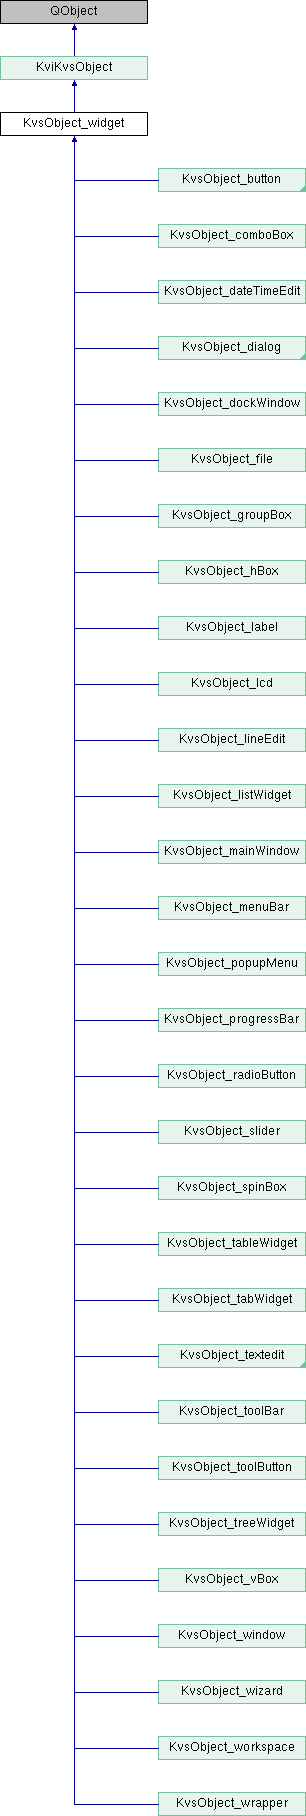 QObject
KviKvsObject
KvsObject_widget
KvsObject_button
KvsObject_comboBox
KvsObject_dateTimeEdit
KvsObject_dialog
KvsObject_dockWindow
KvsObject_file
KvsObject_groupBox
KvsObject_hBox
KvsObject_label
KvsObject_lcd
KvsObject_lineEdit
KvsObject_listWidget
KvsObject_mainWindow
KvsObject_menuBar
KvsObject_popupMenu
KvsObject_progressBar
KvsObject_radioButton
KvsObject_slider
KvsObject_spinBox
KvsObject_tableWidget
KvsObject_tabWidget
KvsObject_textedit
KvsObject_toolBar
KvsObject_toolButton
KvsObject_treeWidget
KvsObject_vBox
KvsObject_window
KvsObject_wizard
KvsObject_workspace
KvsObject_wrapper